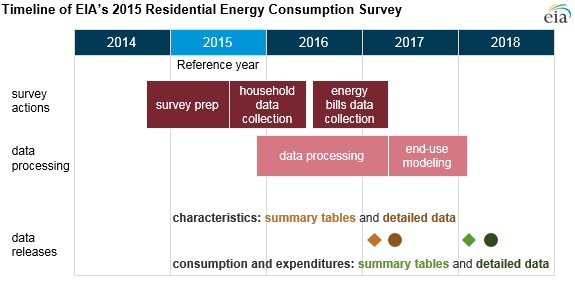 Timeline of EIA's 2015 Residential Energy Consumption Survey
eia
2014 2015 2016 2017 2018
Reference year
survey
actions
survey prep
household
data
collection
energy
bills data
collection
data
processing
data processing
end-use
modeling
characteristics: summary tables and detailed data
data
releases
consumption and expenditures: summary tables and detailed data